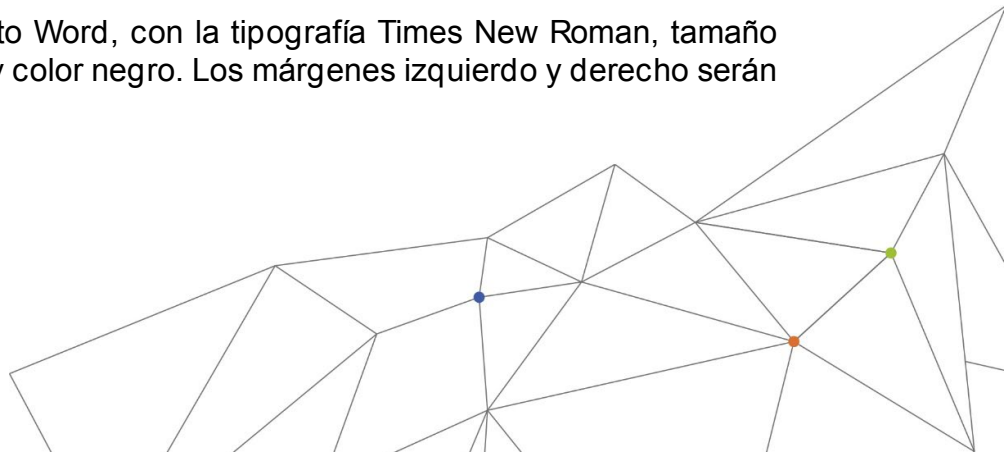 to Word, con la tipografía Times New Roman, tamaño
y color negro. Los márgenes izquierdo y derecho serán